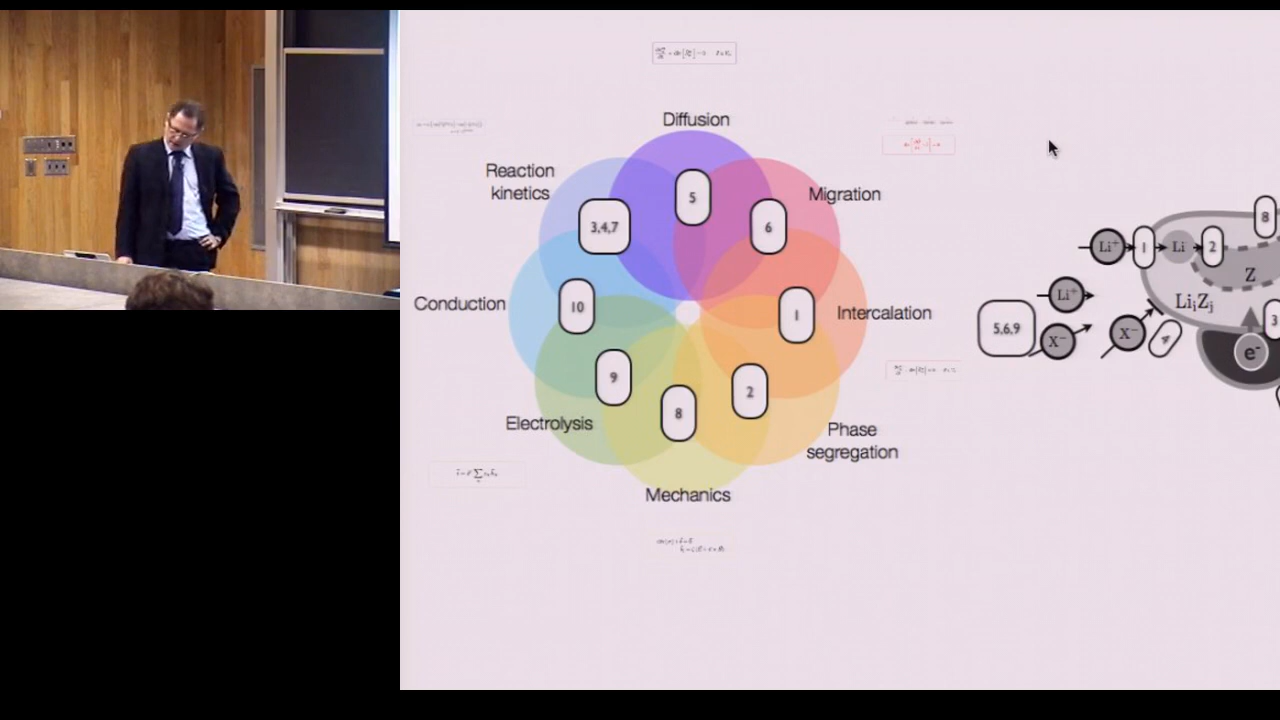 Diffusion
Reaction
kinetics
Migration
5
3,4,7
6
Conduction
10
1
Intercalation
9
2
8
Electrolysis
Phase
segregation
Mechanics
8
Li⁺
1
Li
2
Z
Li⁺
LiᵢZⱼ
5,6,9
X⁻
X⁻
4
3
e⁻